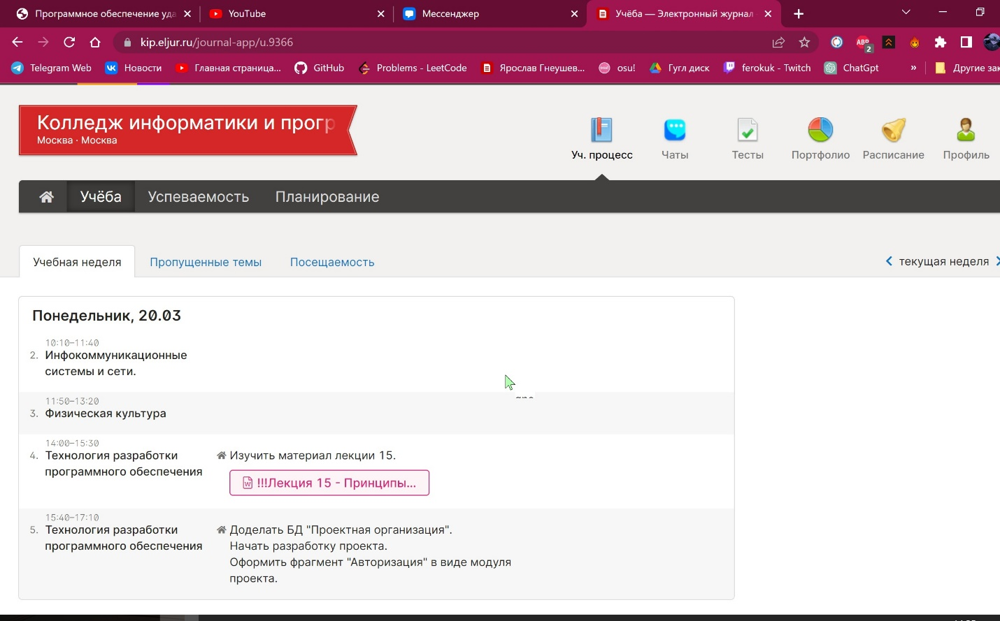 Программное обеспечение уда
YouTube
Мессенджер
Учёба — Электронный журнал
kip.eljur.ru/journal-app/u.9366
ABP
2
Telegram Web
Новости
Главная страница...
GitHub
Problems - LeetCode
Ярослав Гнеушев...
osu!
Гугл диск
ferokuk - Twitch
ChatGpt
»
Другие зак
Колледж информатики и прогр
Москва · Москва
Уч. процесс
Чаты
Тесты
Портфолио
Расписание
Профиль
Учёба
Успеваемость
Планирование
Учебная неделя
Пропущенные темы
Посещаемость
текущая неделя
Понедельник, 20.03
10:10–11:40
2. Инфокоммуникационные
системы и сети.
11:50–13:20
3. Физическая культура
14:00–15:30
4. Технология разработки
программного обеспечения
Изучить материал лекции 15.
!!!Лекция 15 - Принципы...
15:40–17:10
5. Технология разработки
программного обеспечения
Доделать БД "Проектная организация".
Начать разработку проекта.
Оформить фрагмент "Авторизация" в виде модуля
проекта.